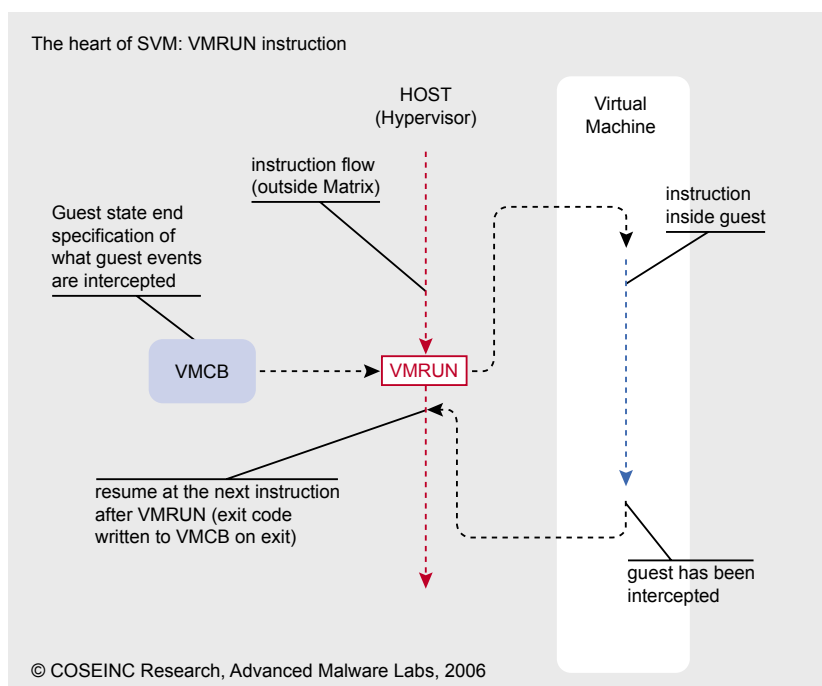 The heart of SVM: VMRUN instruction
HOST
(Hypervisor)
Virtual
Machine
instruction flow
(outside Matrix)
instruction
inside guest
Guest state end
specification of
what guest events
are intercepted
VMCB
VMRUN
resume at the next instruction
after VMRUN (exit code
written to VMCB on exit)
guest has been
intercepted
© COSEINC Research, Advanced Malware Labs, 2006